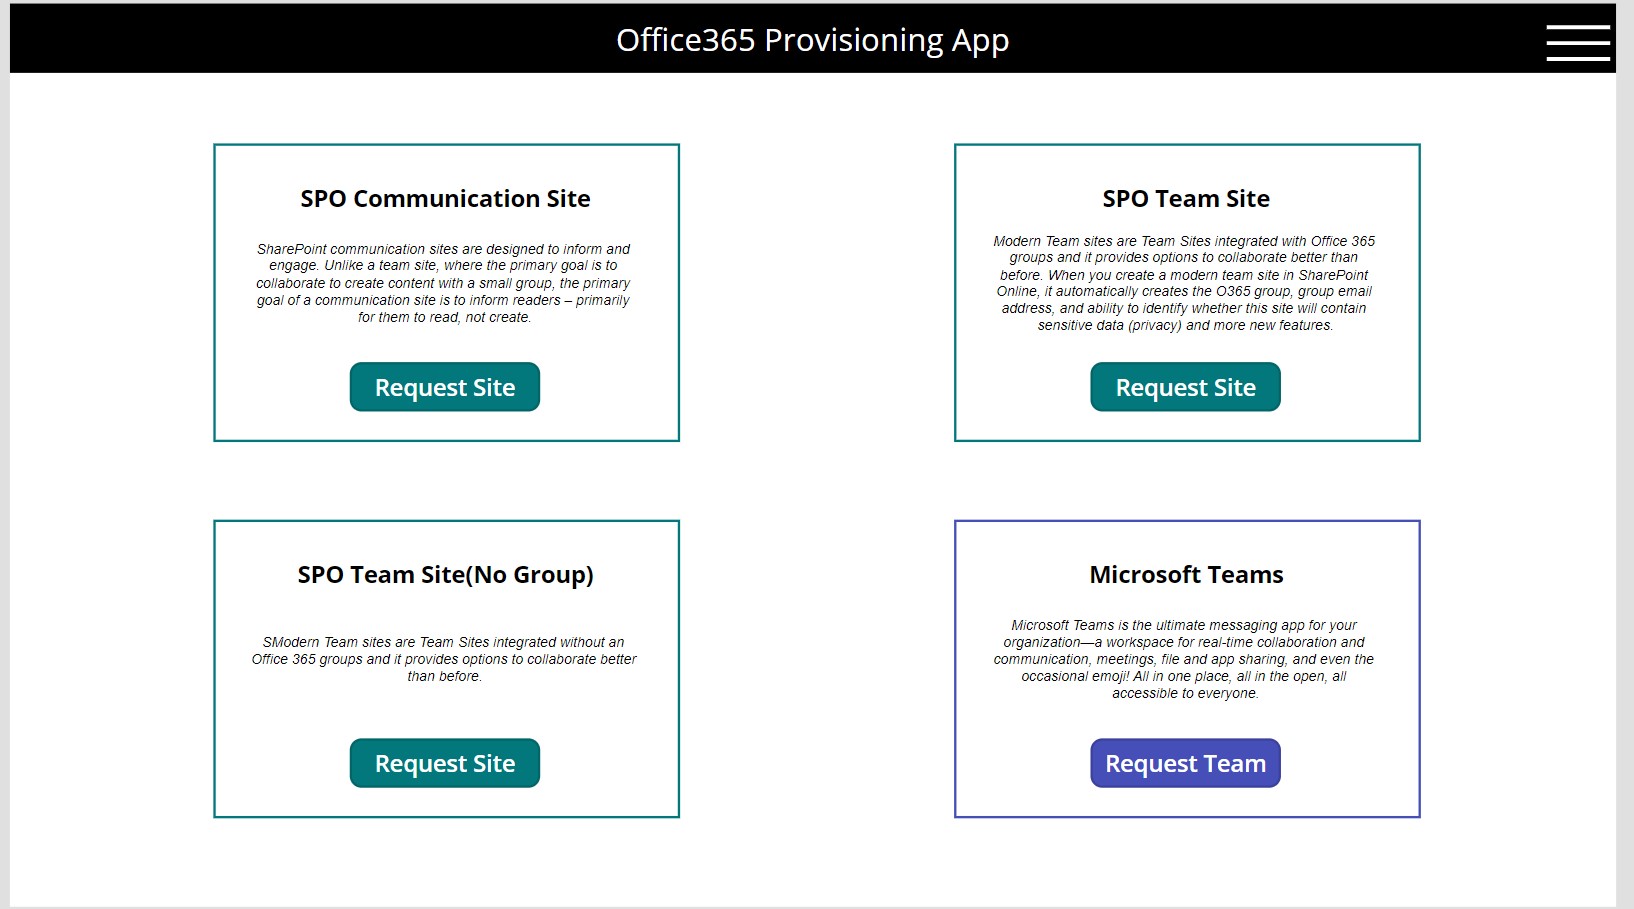 Office365 Provisioning App
SPO Communication Site
SharePoint communication sites are designed to inform and
engage. Unlike a team site, where the primary goal is to
collaborate to create content with a small group, the primary
goal of a communication site is to inform readers – primarily
for them to read, not create.
Request Site
SPO Team Site
Modern Team sites are Team Sites integrated with Office 365
groups and it provides options to collaborate better than
before. When you create a modern team site in SharePoint
Online, it automatically creates the O365 group, group email
address, and ability to identify whether this site will contain
sensitive data (privacy) and more new features.
Request Site
SPO Team Site(No Group)
SModern Team sites are Team Sites integrated without an
Office 365 groups and it provides options to collaborate better
than before.
Request Site
Microsoft Teams
Microsoft Teams is the ultimate messaging app for your
organization—a workspace for real-time collaboration and
communication, meetings, file and app sharing, and even the
occasional emoji! All in one place, all in the open, all
accessible to everyone.
Request Team